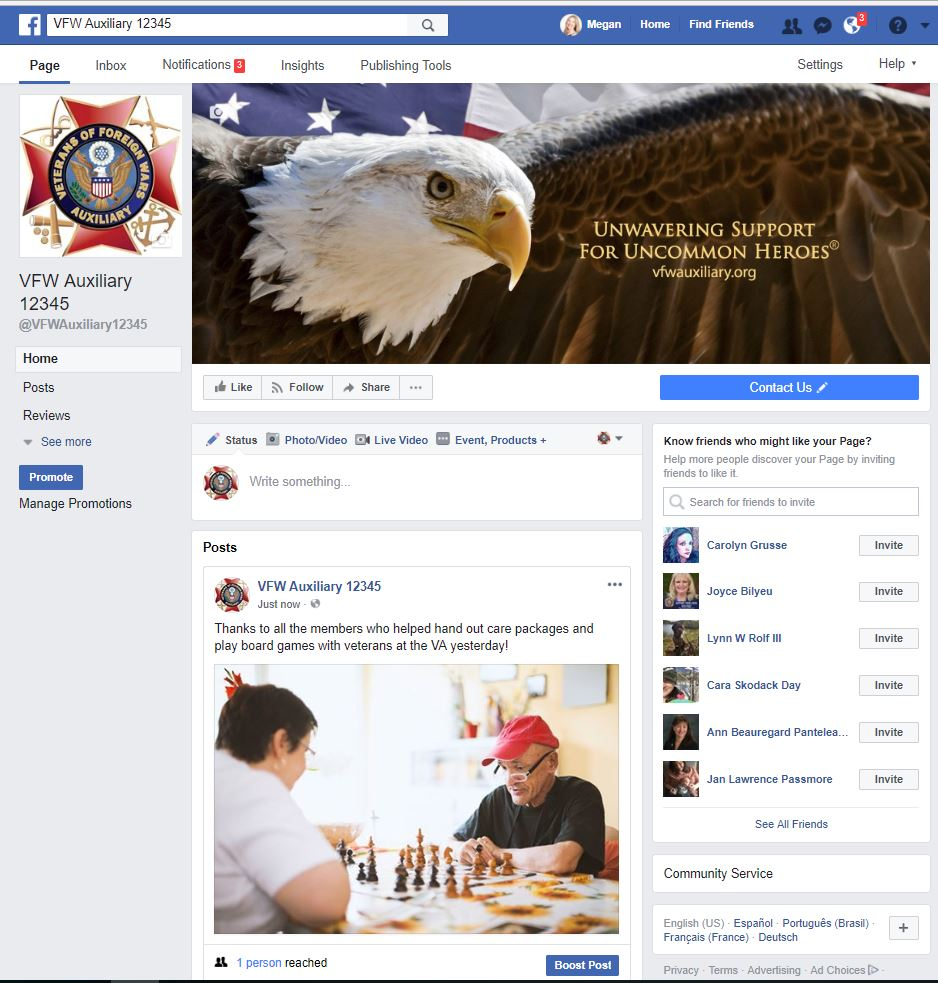 VFW Auxiliary 12345
Megan Home Find Friends 3
Page Inbox Notifications 3 Insights Publishing Tools Settings Help
VETERANS OF FOREIGN WARS
AUXILIARY
UNWAVERING SUPPORT
FOR UNCOMMON HEROES®
vfwauxiliary.org
VFW Auxiliary
12345
@VFWAuxiliary12345
Home
Posts
Reviews
See more
Promote
Manage Promotions
Like Follow Share ...
Contact Us
Status Photo/Video Live Video Event, Products +
Write something...
Posts
VFW Auxiliary 12345
Just now ·
Thanks to all the members who helped hand out care packages and
play board games with veterans at the VA yesterday!
1 person reached
Boost Post
Know friends who might like your Page?
Help more people discover your Page by inviting
friends to like it.
Search for friends to invite
Carolyn Grusse Invite
Joyce Bilyeu Invite
Lynn W Rolf III Invite
Cara Skodack Day Invite
Ann Beauregard Pantelea... Invite
Jan Lawrence Passmore Invite
See All Friends
Community Service
English (US) · Español · Português (Brasil) ·
Français (France) · Deutsch
+
Privacy · Terms · Advertising · Ad Choices ·